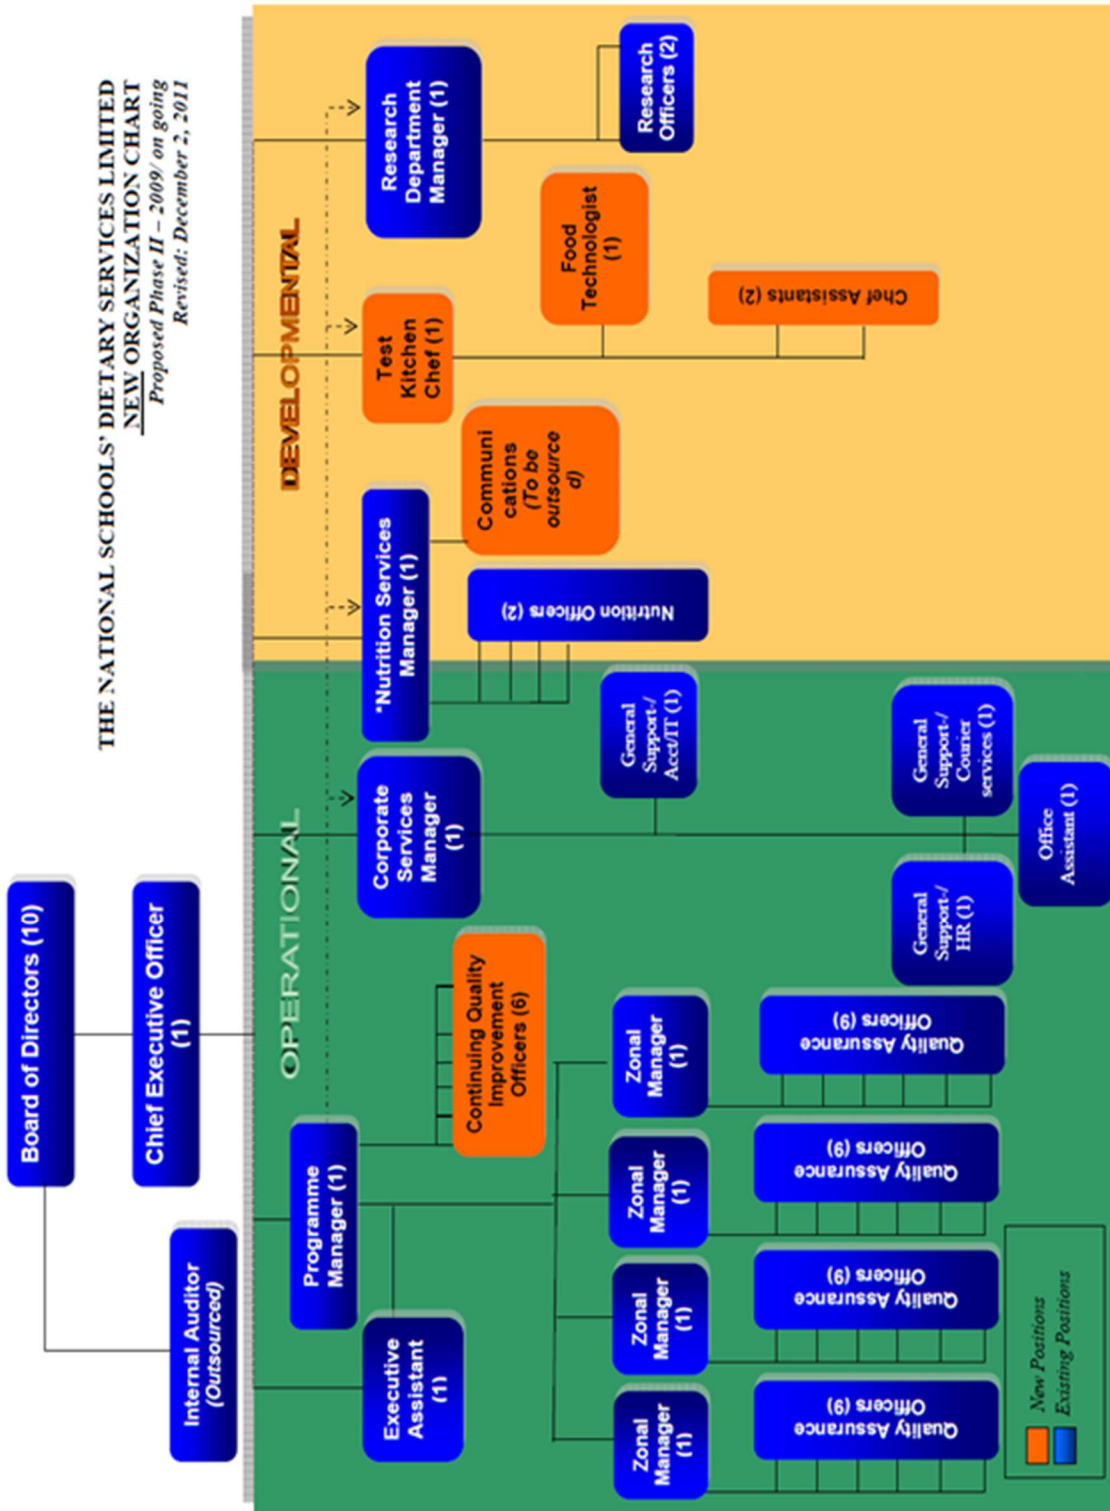 THE NATIONAL SCHOOLS' DIETARY SERVICES LIMITED
NEW ORGANIZATION CHART
Proposed Phase II – 2009/ on going
Revised: December 2, 2011
Board of Directors (10)
Chief Executive Officer
(1)
Internal Auditor
(Outsourced)
OPERATIONAL
DEVELOPMENTAL
Programme
Manager (1)
Executive
Assistant
(1)
Continuing Quality
Improvement
Officers (6)
Zonal
Manager
(1)
Zonal
Manager
(1)
Zonal
Manager
(1)
Zonal
Manager
(1)
Quality Assurance
Officers (9)
Quality Assurance
Officers (9)
Quality Assurance
Officers (9)
Quality Assurance
Officers (9)
Corporate
Services
Manager
(1)
General
Support-/
Acct/IT (1)
General
Support-/
HR (1)
General
Support-/
Courier
services (1)
Office
Assistant (1)
*Nutrition Services
Manager (1)
Nutrition Officers (2)
Communi
cations
(To be
outsource
d)
Test
Kitchen
Chef (1)
Food
Technologist
(1)
Chef Assistants (2)
Research
Department
Manager (1)
Research
Officers (2)
New Positions
Existing Positions